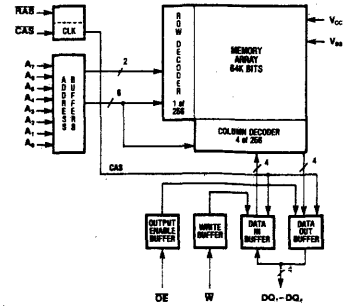 RAS
CAS
CLK
A7
A6
A5
A4
A3
A2
A1
A0
ADDRESS
BUFFERS
2
6
ROW DECODER
1 of
256
MEMORY
ARRAY
64K BITS
VCC
VSS
COLUMN DECODER
4 of 256
4
4
CAS
OUTPUT
ENABLE
BUFFER
WRITE
BUFFER
DATA
IN
BUFFER
DATA
OUT
BUFFER
4
OE
W
DQ1-DQ4